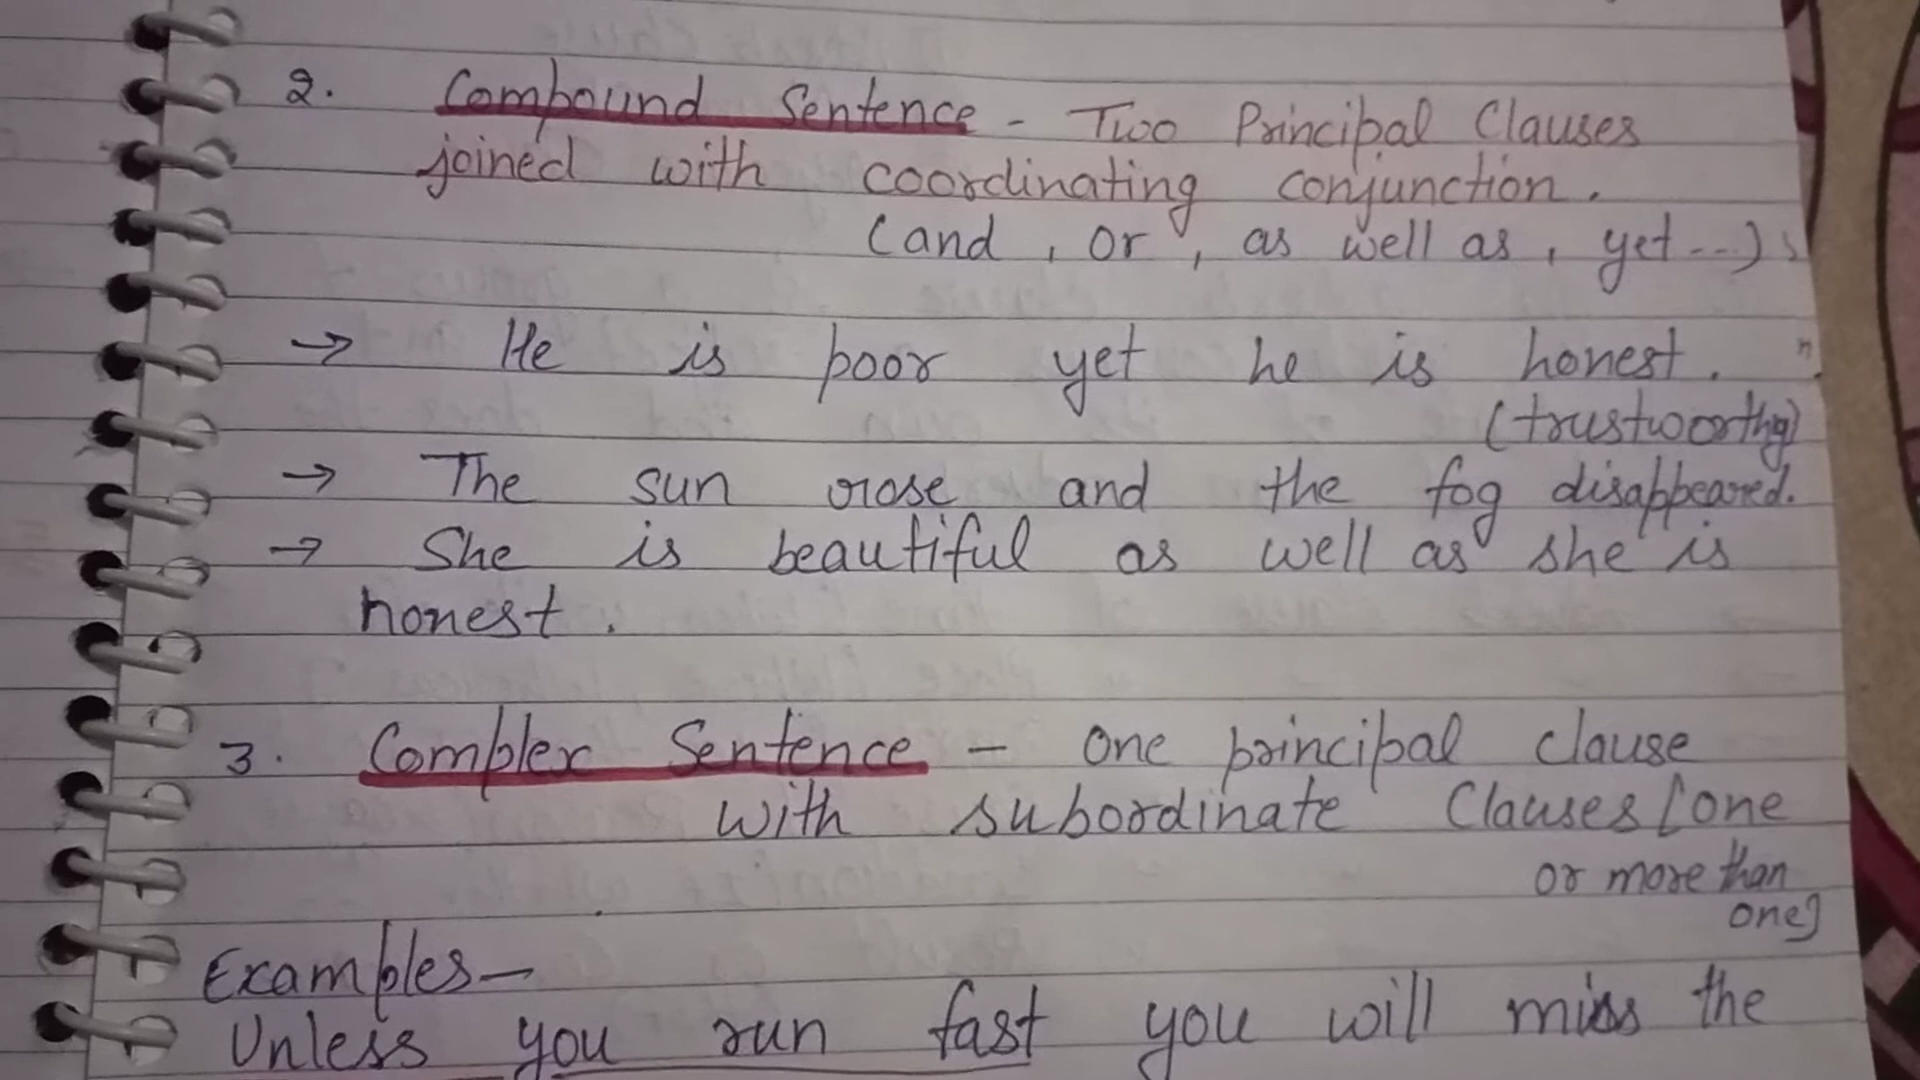 2. Compound Sentence - Two Principal Clauses
joined with coordinating conjunction.
(and, or, as well as, yet...)
→ He is poor yet he is honest.
(trustworthy)
→ The sun rose and the fog disappeared.
→ She is beautiful as well as she is
honest.
3. Complex Sentence - One principal clause
with subordinate Clauses [one
or more than
one]
Examples-
Unless you run fast you will miss the